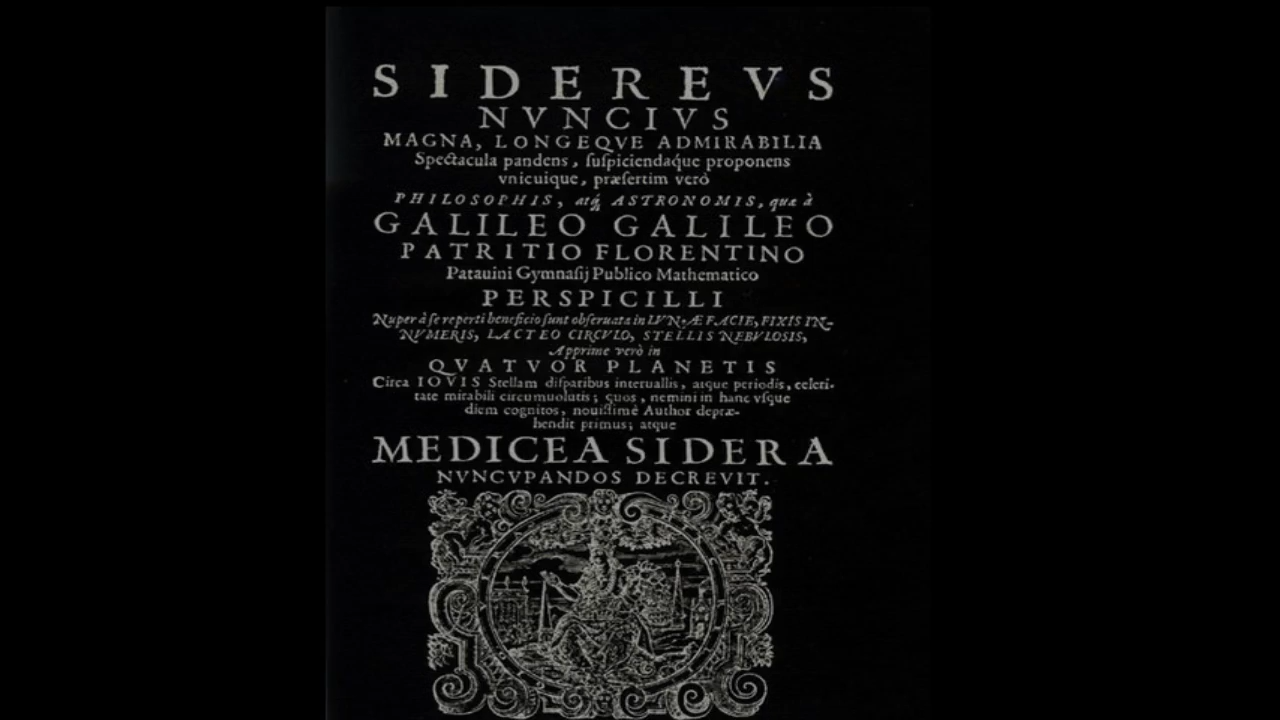 SIDEREVS
NVNCIVS
MAGNA, LONGEQVE ADMIRABILIA
Spectacula pandens, ſuſpiciendaque proponens
vnicuique, præſertim verò
PHILOSOPHIS, atq́; ASTRONOMIS, quæ à
GALILEO GALILEO
PATRITIO FLORENTINO
Patauini Gymnaſij Publico Mathematico
PERSPICILLI
Nuper à ſe reperti beneficio ſunt obſeruata in LVNÆ FACIE, FIXIS IN-
NVMERIS, LACTEO CIRCVLO, STELLIS NEBVLOSIS,
Apprime verò in
QVATVOR PLANETIS
Circa IOVIS Stellam diſparibus interuallis, atque periodis, celeri-
tate mirabili circumuolutis; quos, nemini in hanc vſque
diem cognitos, nouiſſimè Author depræ-
hendit primus; atque
MEDICEA SIDERA
NVNCVPANDOS DECREVIT.